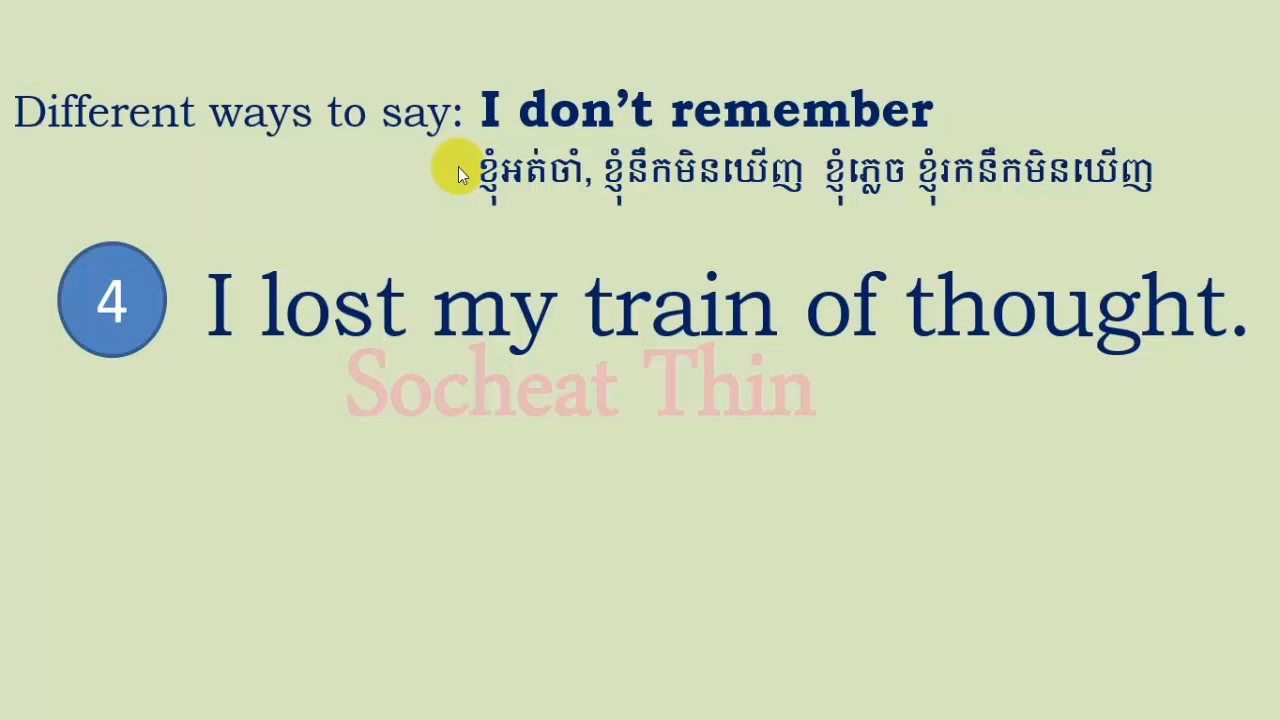 Different ways to say: I don’t remember
ខ្ញុំអត់ចាំ, ខ្ញុំនឹកមិនឃើញ ខ្ញុំភ្លេច ខ្ញុំរកនឹកមិនឃើញ
4 I lost my train of thought.
Socheat Thin